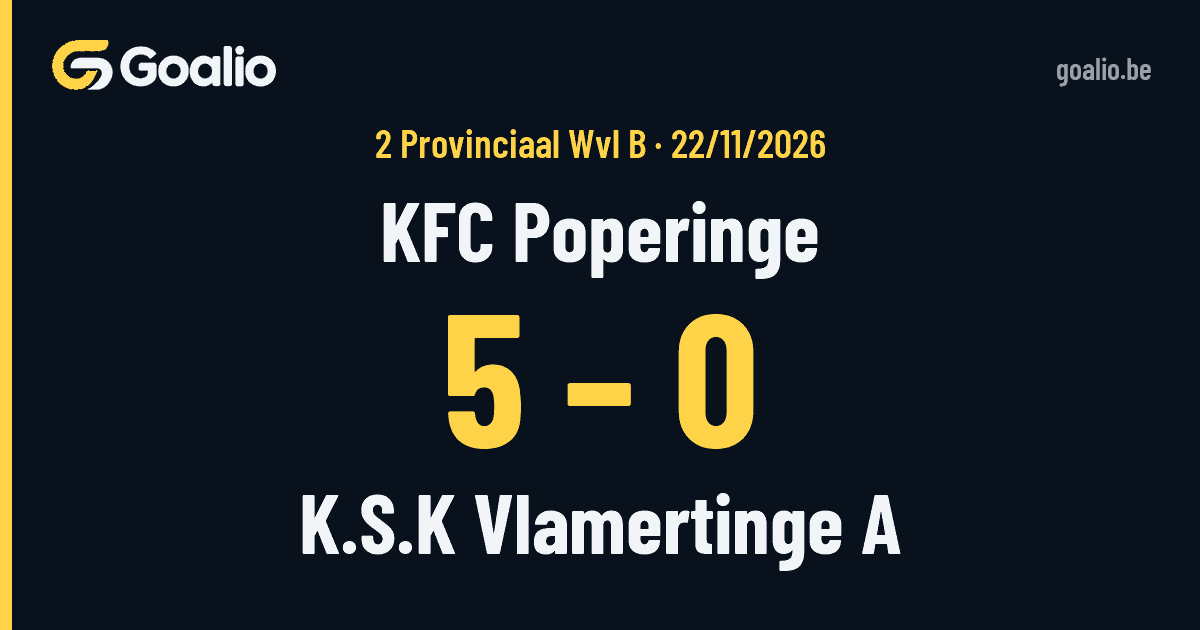 Goalio
goalio.be
2 Provinciaal Wvl B · 22/11/2026
KFC Poperinge
5 – 0
K.S.K Vlamertinge A